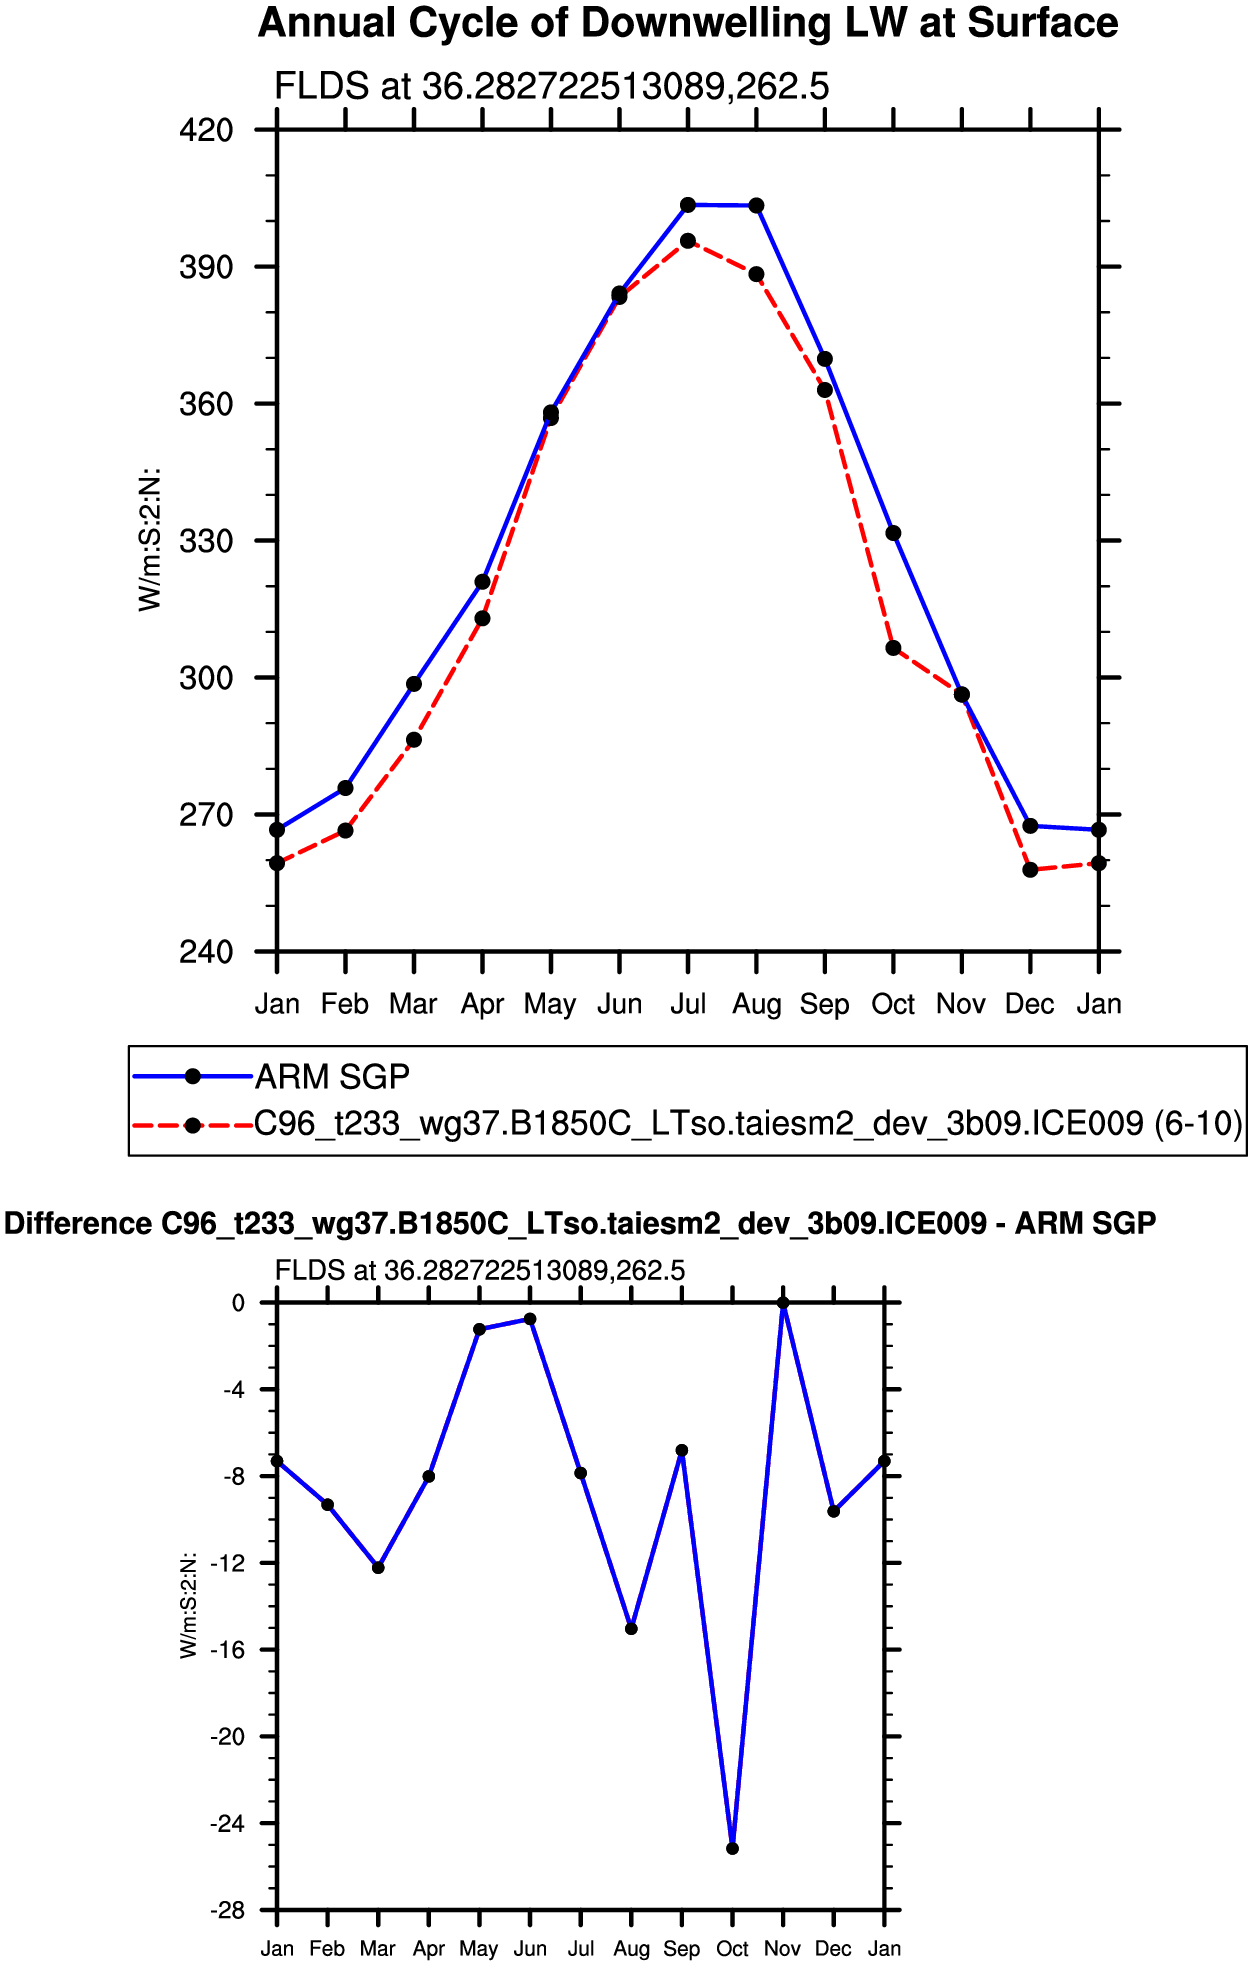 Annual Cycle of Downwelling LW at Surface
FLDS at 36.282722513089,262.5
420
390
360
330
300
270
240
W/m:S:2:N:
Jan Feb Mar Apr May Jun Jul Aug Sep Oct Nov Dec Jan
ARM SGP
C96_t233_wg37.B1850C_LTso.taiesm2_dev_3b09.ICE009 (6-10)
Difference C96_t233_wg37.B1850C_LTso.taiesm2_dev_3b09.ICE009 - ARM SGP
FLDS at 36.282722513089,262.5
0
-4
-8
-12
-16
-20
-24
-28
W/m:S:2:N:
Jan Feb Mar Apr May Jun Jul Aug Sep Oct Nov Dec Jan